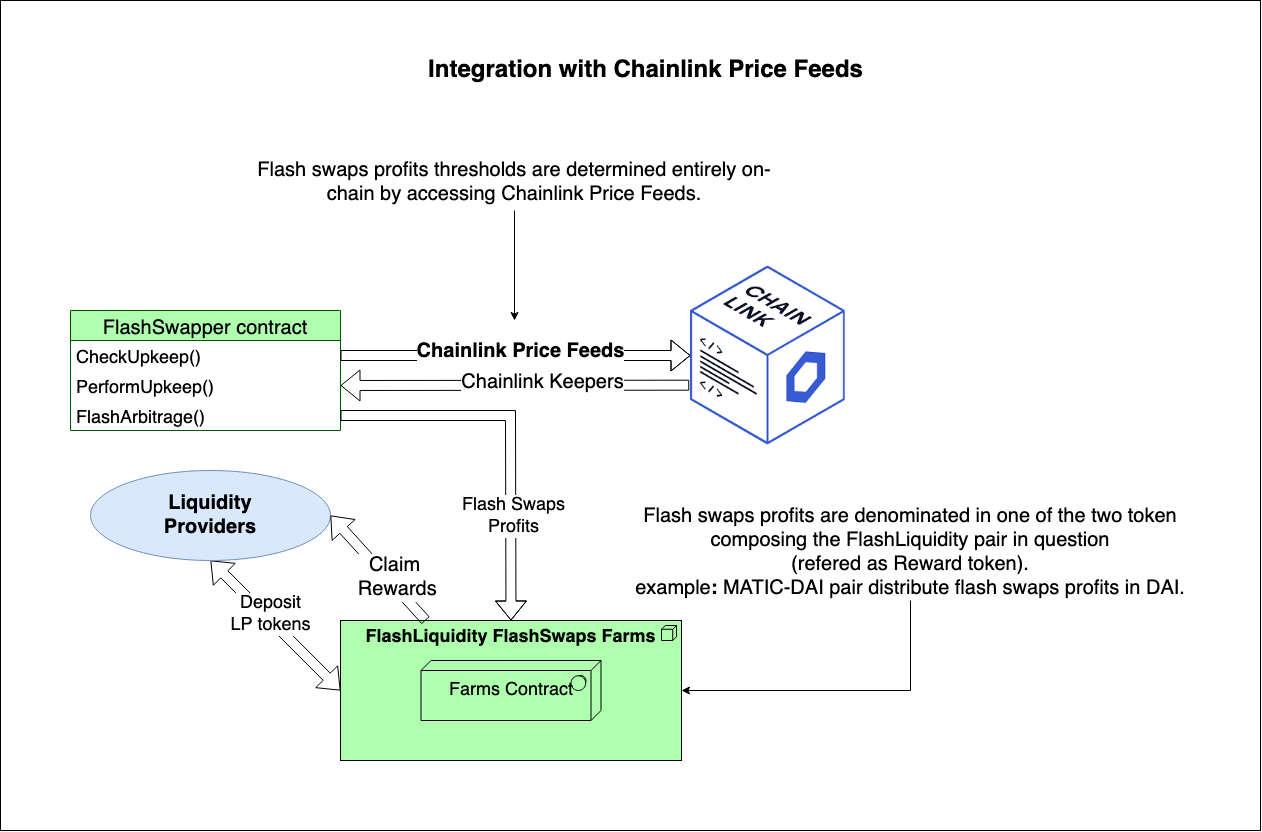 Integration with Chainlink Price Feeds
Flash swaps profits thresholds are determined entirely on-
chain by accessing Chainlink Price Feeds.
CHAIN
LINK
</>
</>
FlashSwapper contract
CheckUpkeep()
PerformUpkeep()
FlashArbitrage()
Chainlink Price Feeds
Chainlink Keepers
Flash Swaps
Profits
Liquidity
Providers
Claim
Rewards
Deposit
LP tokens
Flash swaps profits are denominated in one of the two token
composing the FlashLiquidity pair in question
(refered as Reward token).
example: MATIC-DAI pair distribute flash swaps profits in DAI.
FlashLiquidity FlashSwaps Farms
Farms Contract